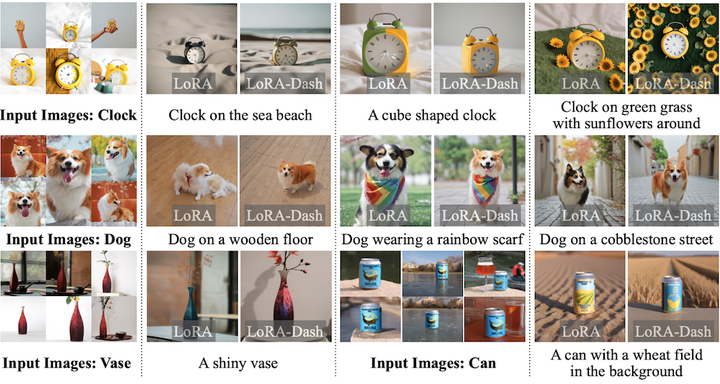 LoRA
LoRA-Dash
LoRA
LoRA-Dash
LoRA
LoRA-Dash
Input Images: Clock
Clock on the sea beach
A cube shaped clock
Clock on green grass
with sunflowers around
LoRA
LoRA-Dash
LoRA
LoRA-Dash
LoRA
LoRA-Dash
Input Images: Dog
Dog on a wooden floor
Dog wearing a rainbow scarf
Dog on a cobblestone street
LoRA
LoRA-Dash
LoRA
LoRA-Dash
Input Images: Vase
A shiny vase
Input Images: Can
A can with a wheat field
in the background